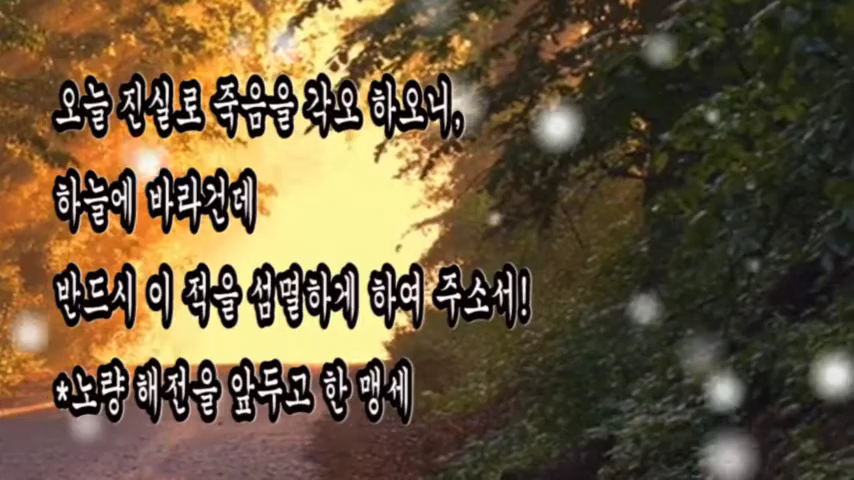 오늘 진실로 죽음을 각오 하오니,
하늘에 바라건데
반드시 이 적을 섬멸하게 하여 주소서!
*노량 해전을 앞두고 한 맹세